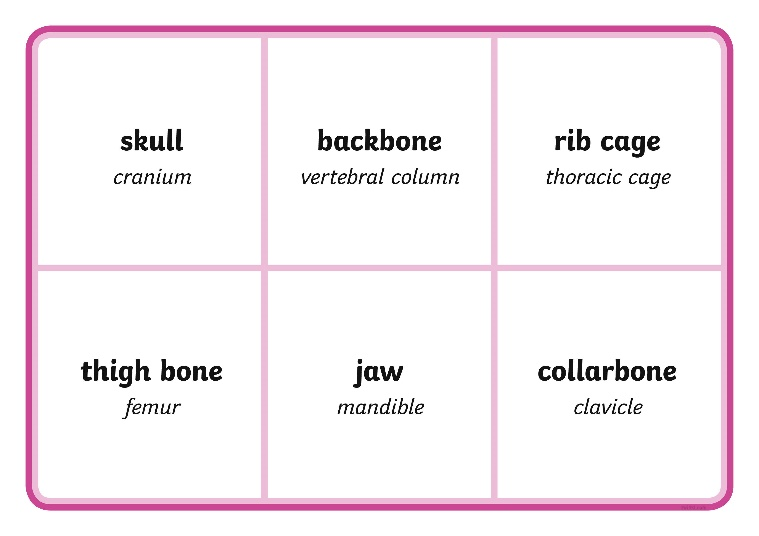 skull
cranium
backbone
vertebral column
rib cage
thoracic cage
thigh bone
femur
jaw
mandible
collarbone
clavicle